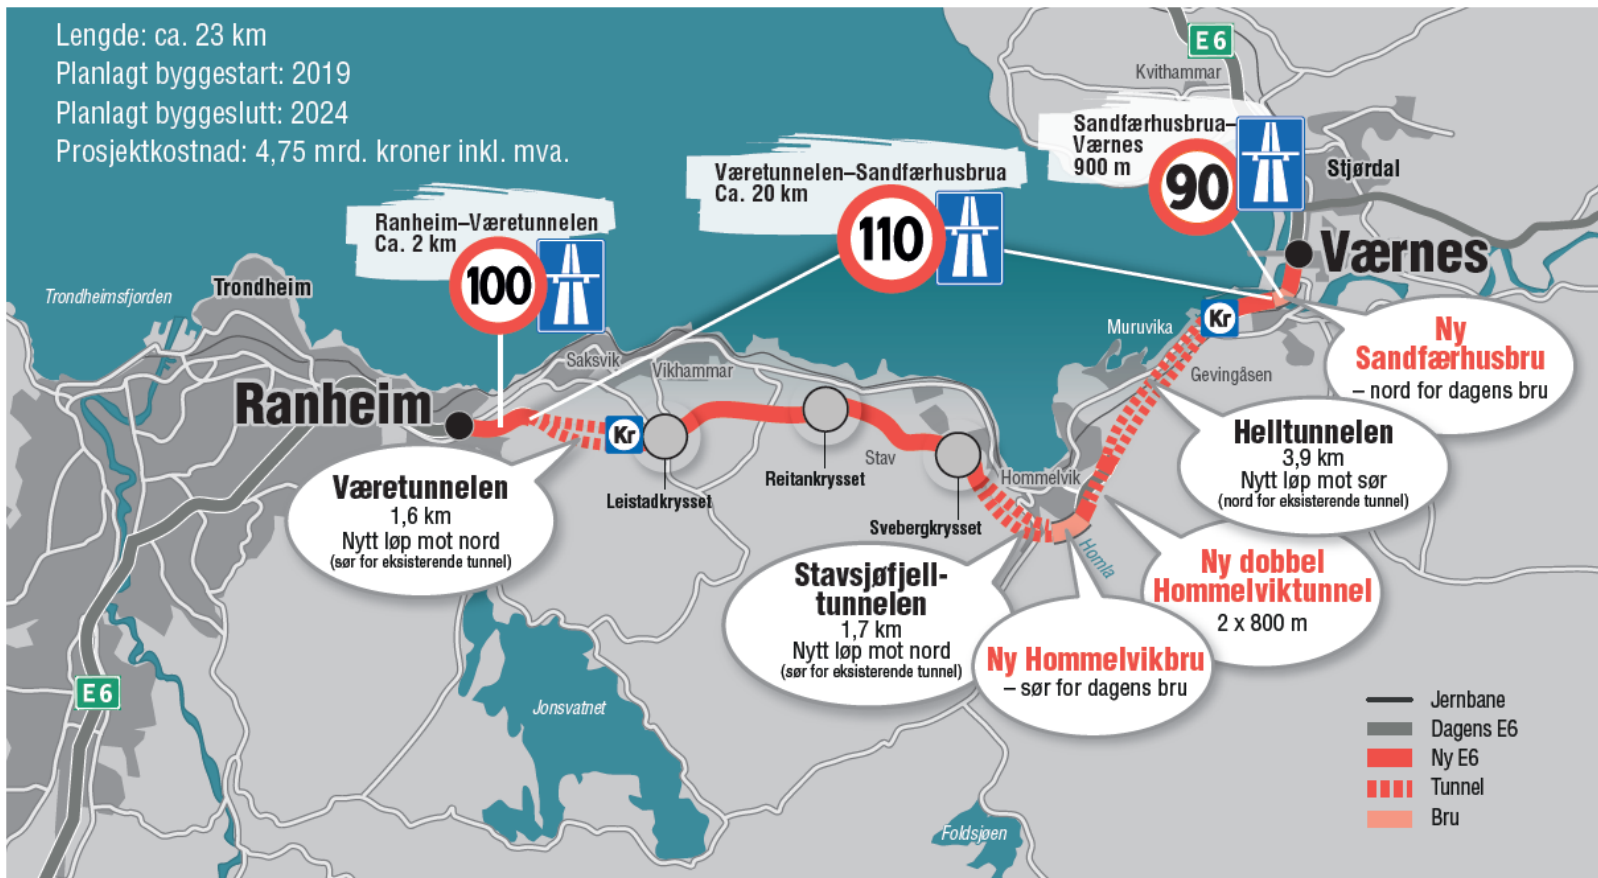 Lengde: ca. 23 km
Planlagt byggestart: 2019
Planlagt byggeslutt: 2024
Prosjektkostnad: 4,75 mrd. kroner inkl. mva.
E6
Kvithammar
Sandfærhusbrua–
Værnes
900 m
90
Stjørdal
Værnes
Væretunnelen–Sandfærhusbrua
Ca. 20 km
110
Ranheim–Væretunnelen
Ca. 2 km
100
Trondheimsfjorden
Trondheim
Ranheim
Saksvik
Vikhammar
Muruvika
Kr
Gevingåsen
Ny
Sandfærhusbru
– nord for dagens bru
Helltunnelen
3,9 km
Nytt løp mot sør
(nord for eksisterende tunnel)
Kr
Leistadkrysset
Reitankrysset
Stav
Svebergkrysset
Hommelvik
Homla
Væretunnelen
1,6 km
Nytt løp mot nord
(sør for eksisterende tunnel)
Stavsjøfjell-
tunnelen
1,7 km
Nytt løp mot nord
(sør for eksisterende tunnel)
Ny dobbel
Hommelviktunnel
2 x 800 m
Ny Hommelvikbru
– sør for dagens bru
E6
Jonsvatnet
Foldsjøen
Jernbane
Dagens E6
Ny E6
Tunnel
Bru